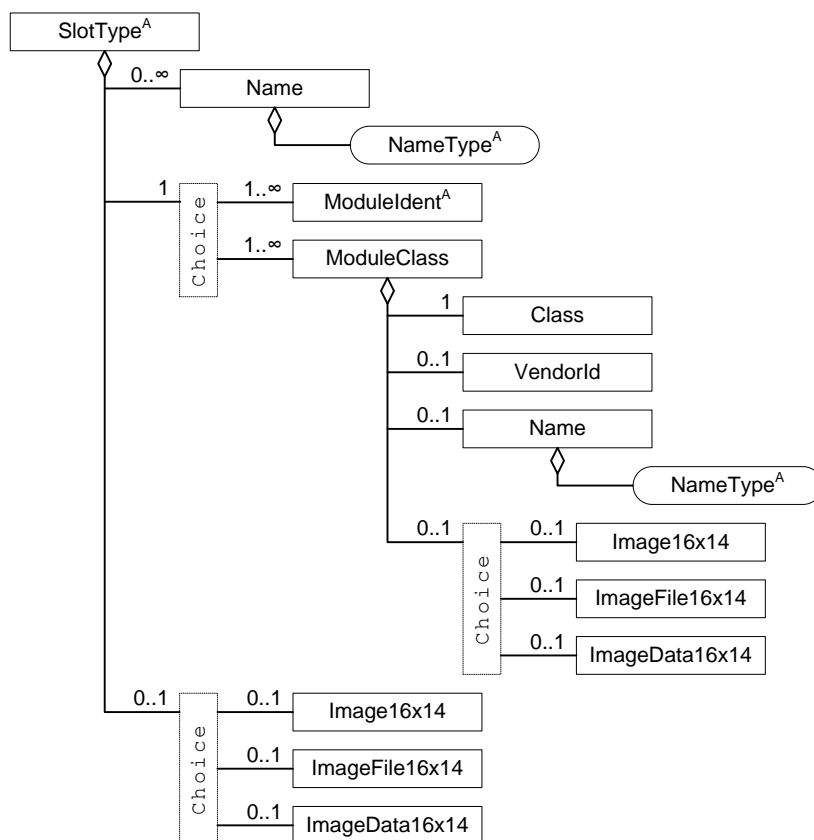 SlotType^A
0..∞ Name
NameType^A
1 Choice 1..∞ ModuleIdent^A
1..∞ ModuleClass
1 Class
0..1 VendorId
0..1 Name
NameType^A
0..1 Choice 0..1 Image16x14
0..1 ImageFile16x14
0..1 ImageData16x14
0..1 Choice 0..1 Image16x14
0..1 ImageFile16x14
0..1 ImageData16x14